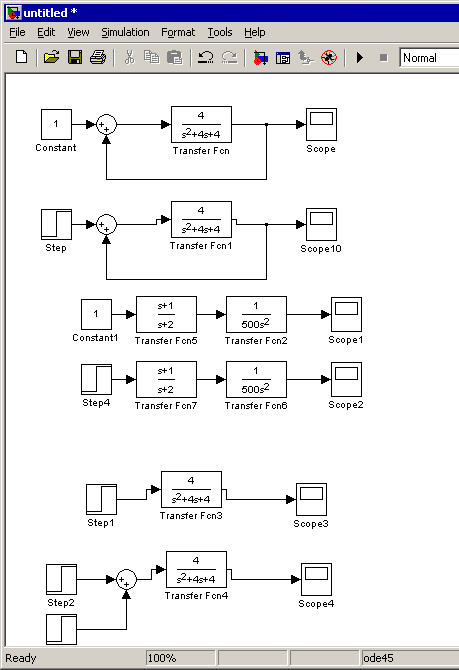 untitled *
File Edit View Simulation Format Tools Help
Normal
1
Constant
+
+
4
s²+4s+4
Transfer Fcn
Scope
Step
+
+
4
s²+4s+4
Transfer Fcn1
Scope10
1
Constant1
s+1
s+2
Transfer Fcn5
1
500s²
Transfer Fcn2
Scope1
Step4
s+1
s+2
Transfer Fcn7
1
500s²
Transfer Fcn6
Scope2
Step1
4
s²+4s+4
Transfer Fcn3
Scope3
Step2
+
+
4
s²+4s+4
Transfer Fcn4
Scope4
Ready 100% ode45